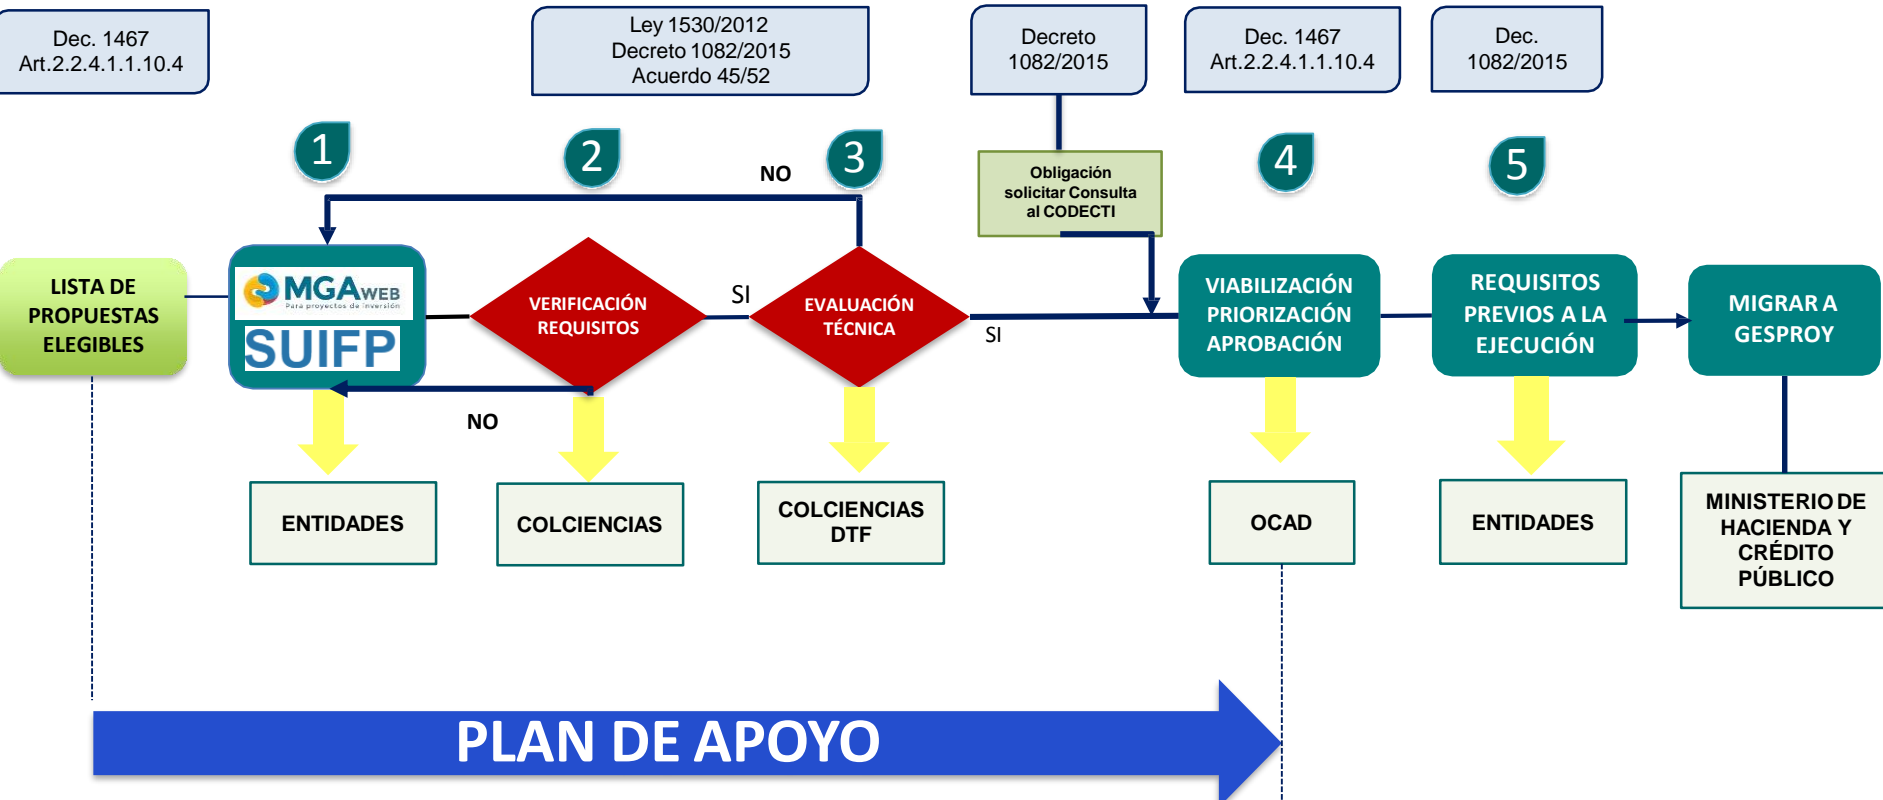 Dec. 1467
Art.2.2.4.1.1.10.4
Ley 1530/2012
Decreto 1082/2015
Acuerdo 45/52
Decreto
1082/2015
Dec. 1467
Art.2.2.4.1.1.10.4
Dec.
1082/2015
1
2
3
4
5
NO
Obligación
solicitar Consulta
al CODECTI
LISTA DE
PROPUESTAS
ELEGIBLES
MGAWEB
Para proyectos de inversión
SUIFP
VERIFICACIÓN
REQUISITOS
SI
EVALUACIÓN
TÉCNICA
SI
VIABILIZACIÓN
PRIORIZACIÓN
APROBACIÓN
REQUISITOS
PREVIOS A LA
EJECUCIÓN
MIGRAR A
GESPROY
NO
ENTIDADES
COLCIENCIAS
COLCIENCIAS
DTF
OCAD
ENTIDADES
MINISTERIO DE
HACIENDA Y
CRÉDITO
PÚBLICO
PLAN DE APOYO